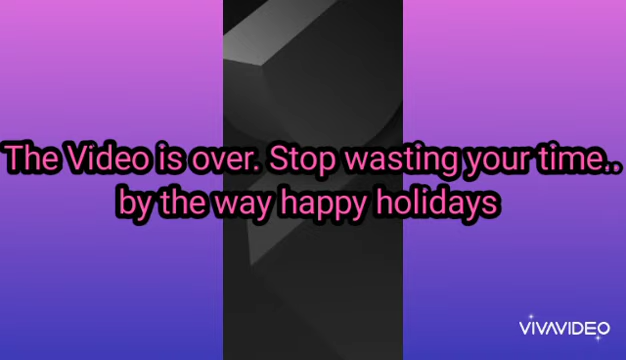 The Video is over. Stop wasting your time..
by the way happy holidays
VIVAVIDEO